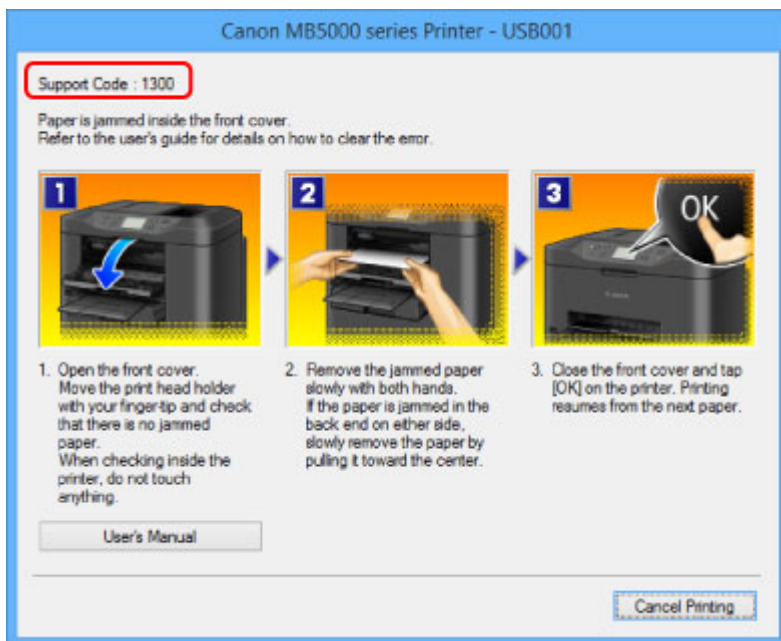 Canon MB5000 series Printer - USB001
Support Code : 1300
Paper is jammed inside the front cover.
Refer to the user's guide for details on how to clear the error.
1
2
3
OK
1. Open the front cover.
Move the print head holder
with your finger-tip and check
that there is no jammed
paper.
When checking inside the
printer, do not touch
anything.
2. Remove the jammed paper
slowly with both hands.
If the paper is jammed in the
back end on either side,
slowly remove the paper by
pulling it toward the center.
3. Close the front cover and tap
[OK] on the printer. Printing
resumes from the next paper.
User's Manual
Cancel Printing